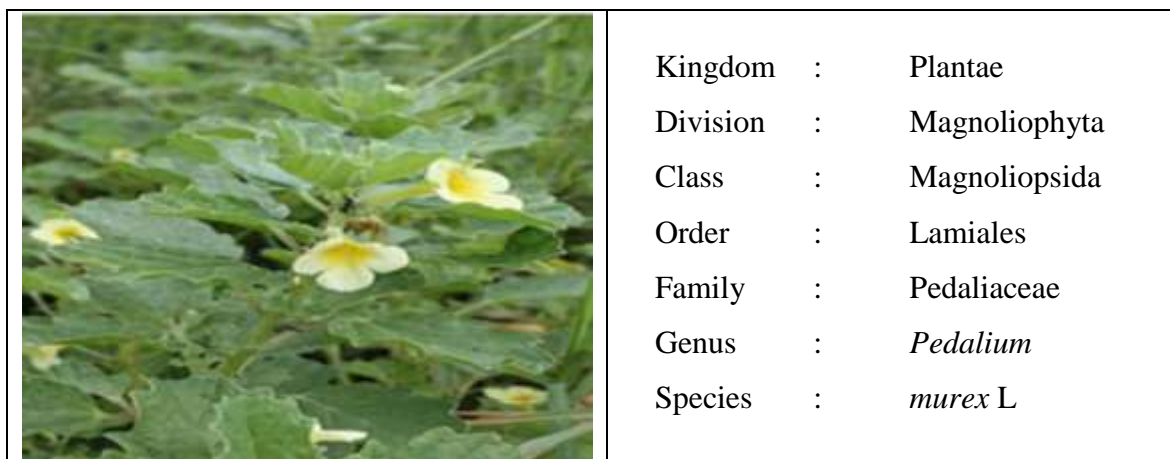 Kingdom : Plantae
Division : Magnoliophyta
Class : Magnoliopsida
Order : Lamiales
Family : Pedaliaceae
Genus : Pedalium
Species : murex L